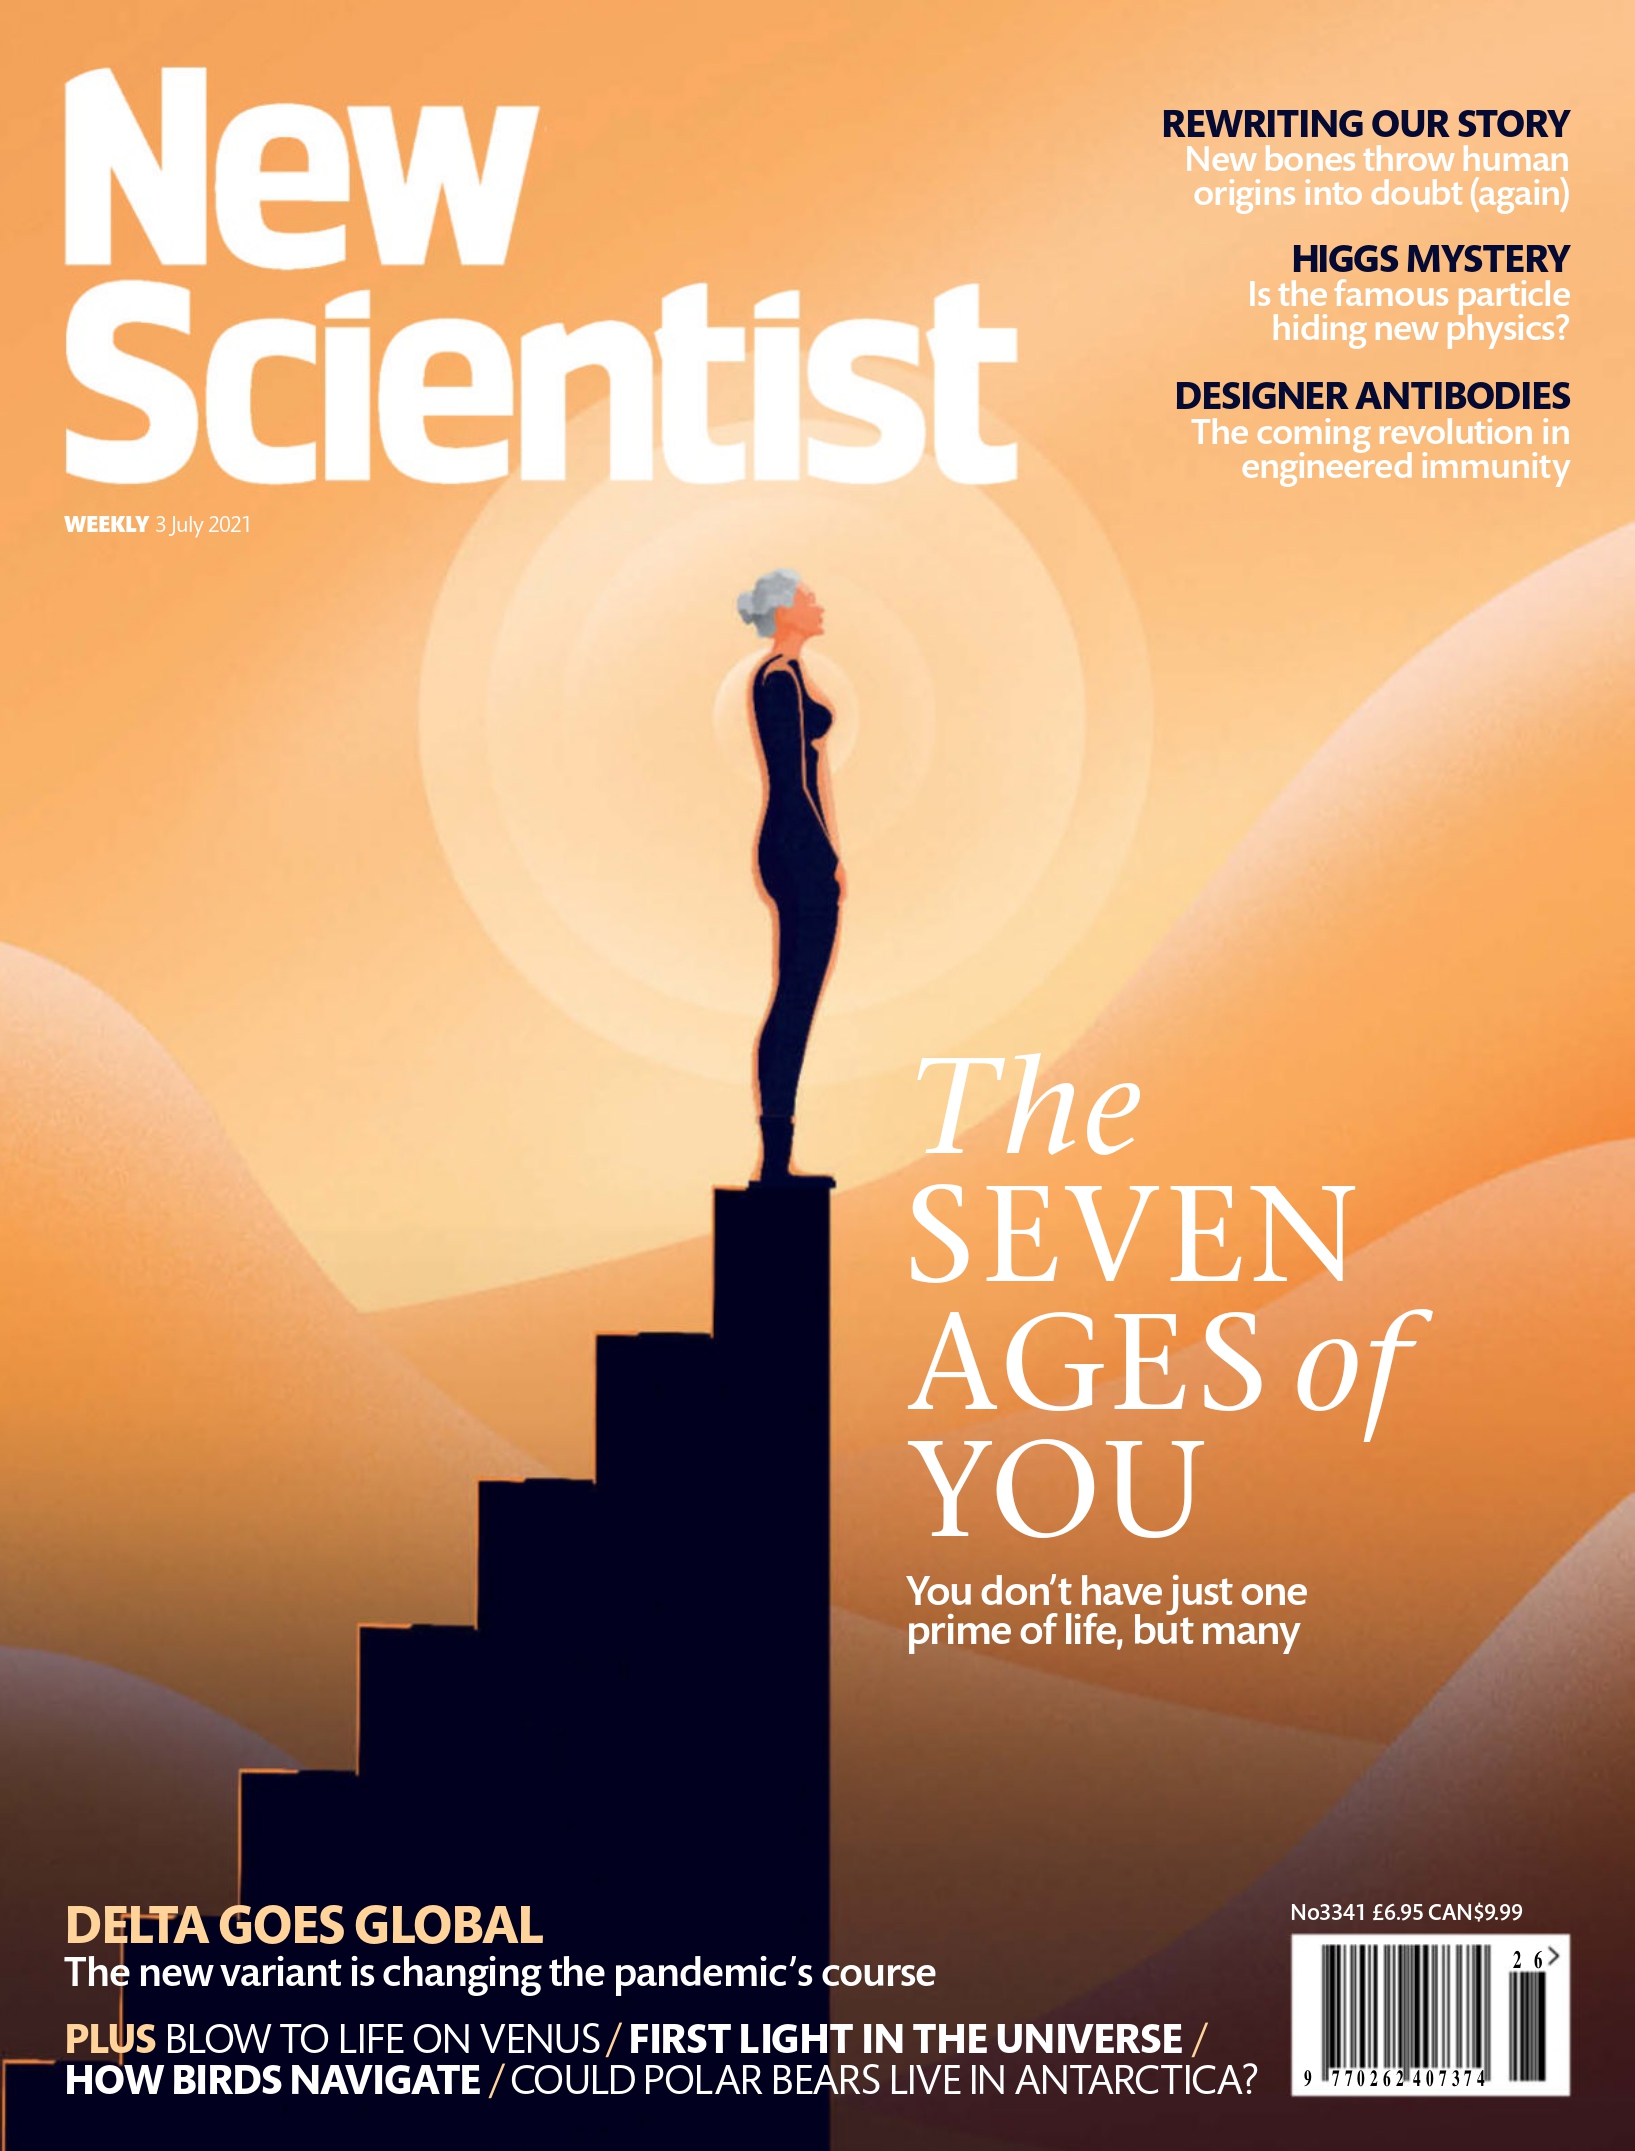 New
Scientist
WEEKLY 3 July 2021
REWRITING OUR STORY
New bones throw human
origins into doubt (again)
HIGGS MYSTERY
Is the famous particle
hiding new physics?
DESIGNER ANTIBODIES
The coming revolution in
engineered immunity
The
SEVEN
AGES of
YOU
You don’t have just one
prime of life, but many
DELTA GOES GLOBAL
The new variant is changing the pandemic’s course
PLUS BLOW TO LIFE ON VENUS / FIRST LIGHT IN THE UNIVERSE /
HOW BIRDS NAVIGATE / COULD POLAR BEARS LIVE IN ANTARCTICA?
No3341 £6.95 CAN$9.99
2 6 >
9 770262 407374